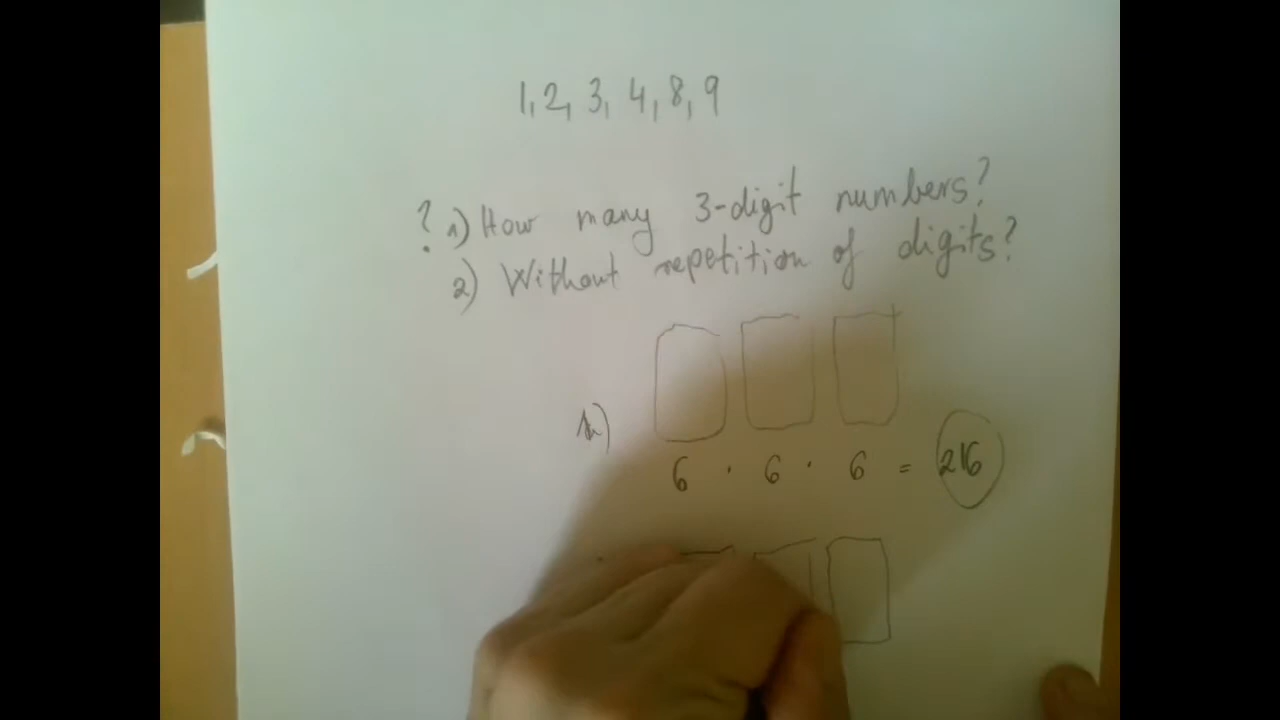 1, 2, 3, 4, 8, 9
? 1) How many 3-digit numbers?
2) Without repetition of digits?
1)
6 · 6 · 6 = 216